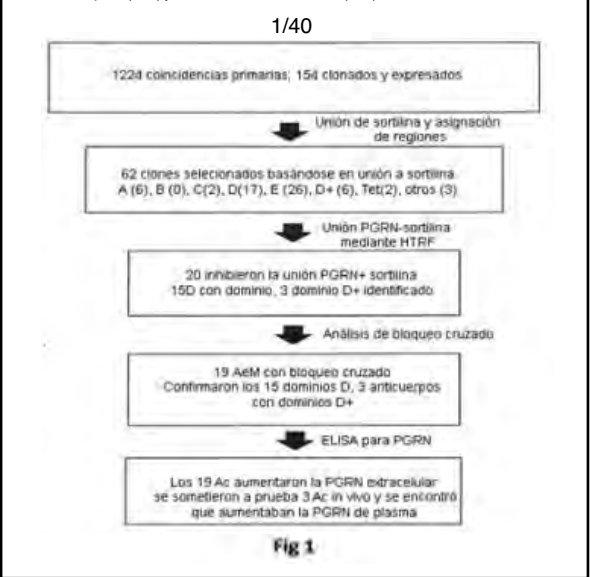 1/40
1224 coincidencias primarias; 154 clonados y expresados
Unión de sortilina y asignación
de regiones
62 clones selecionados basándose en unión a sortilina
A (6), B (0), C(2), D(17), E (26), D+ (6), Tet(2), otros (3)
Unión PGRN-sortilina
mediante HTRF
20 inhibieron la unión PGRN+ sortilina
15D con dominio, 3 dominio D+ identificado
Análisis de bloqueo cruzado
19 AeM con bloqueo cruzado
Confirmaron los 15 dominios D, 3 anticuerpos
con dominios D+
ELISA para PGRN
Los 19 Ac aumentaron la PGRN extracelular
se sometieron a prueba 3 Ac in vivo y se encontró
que aumentaban la PGRN de plasma
Fig 1